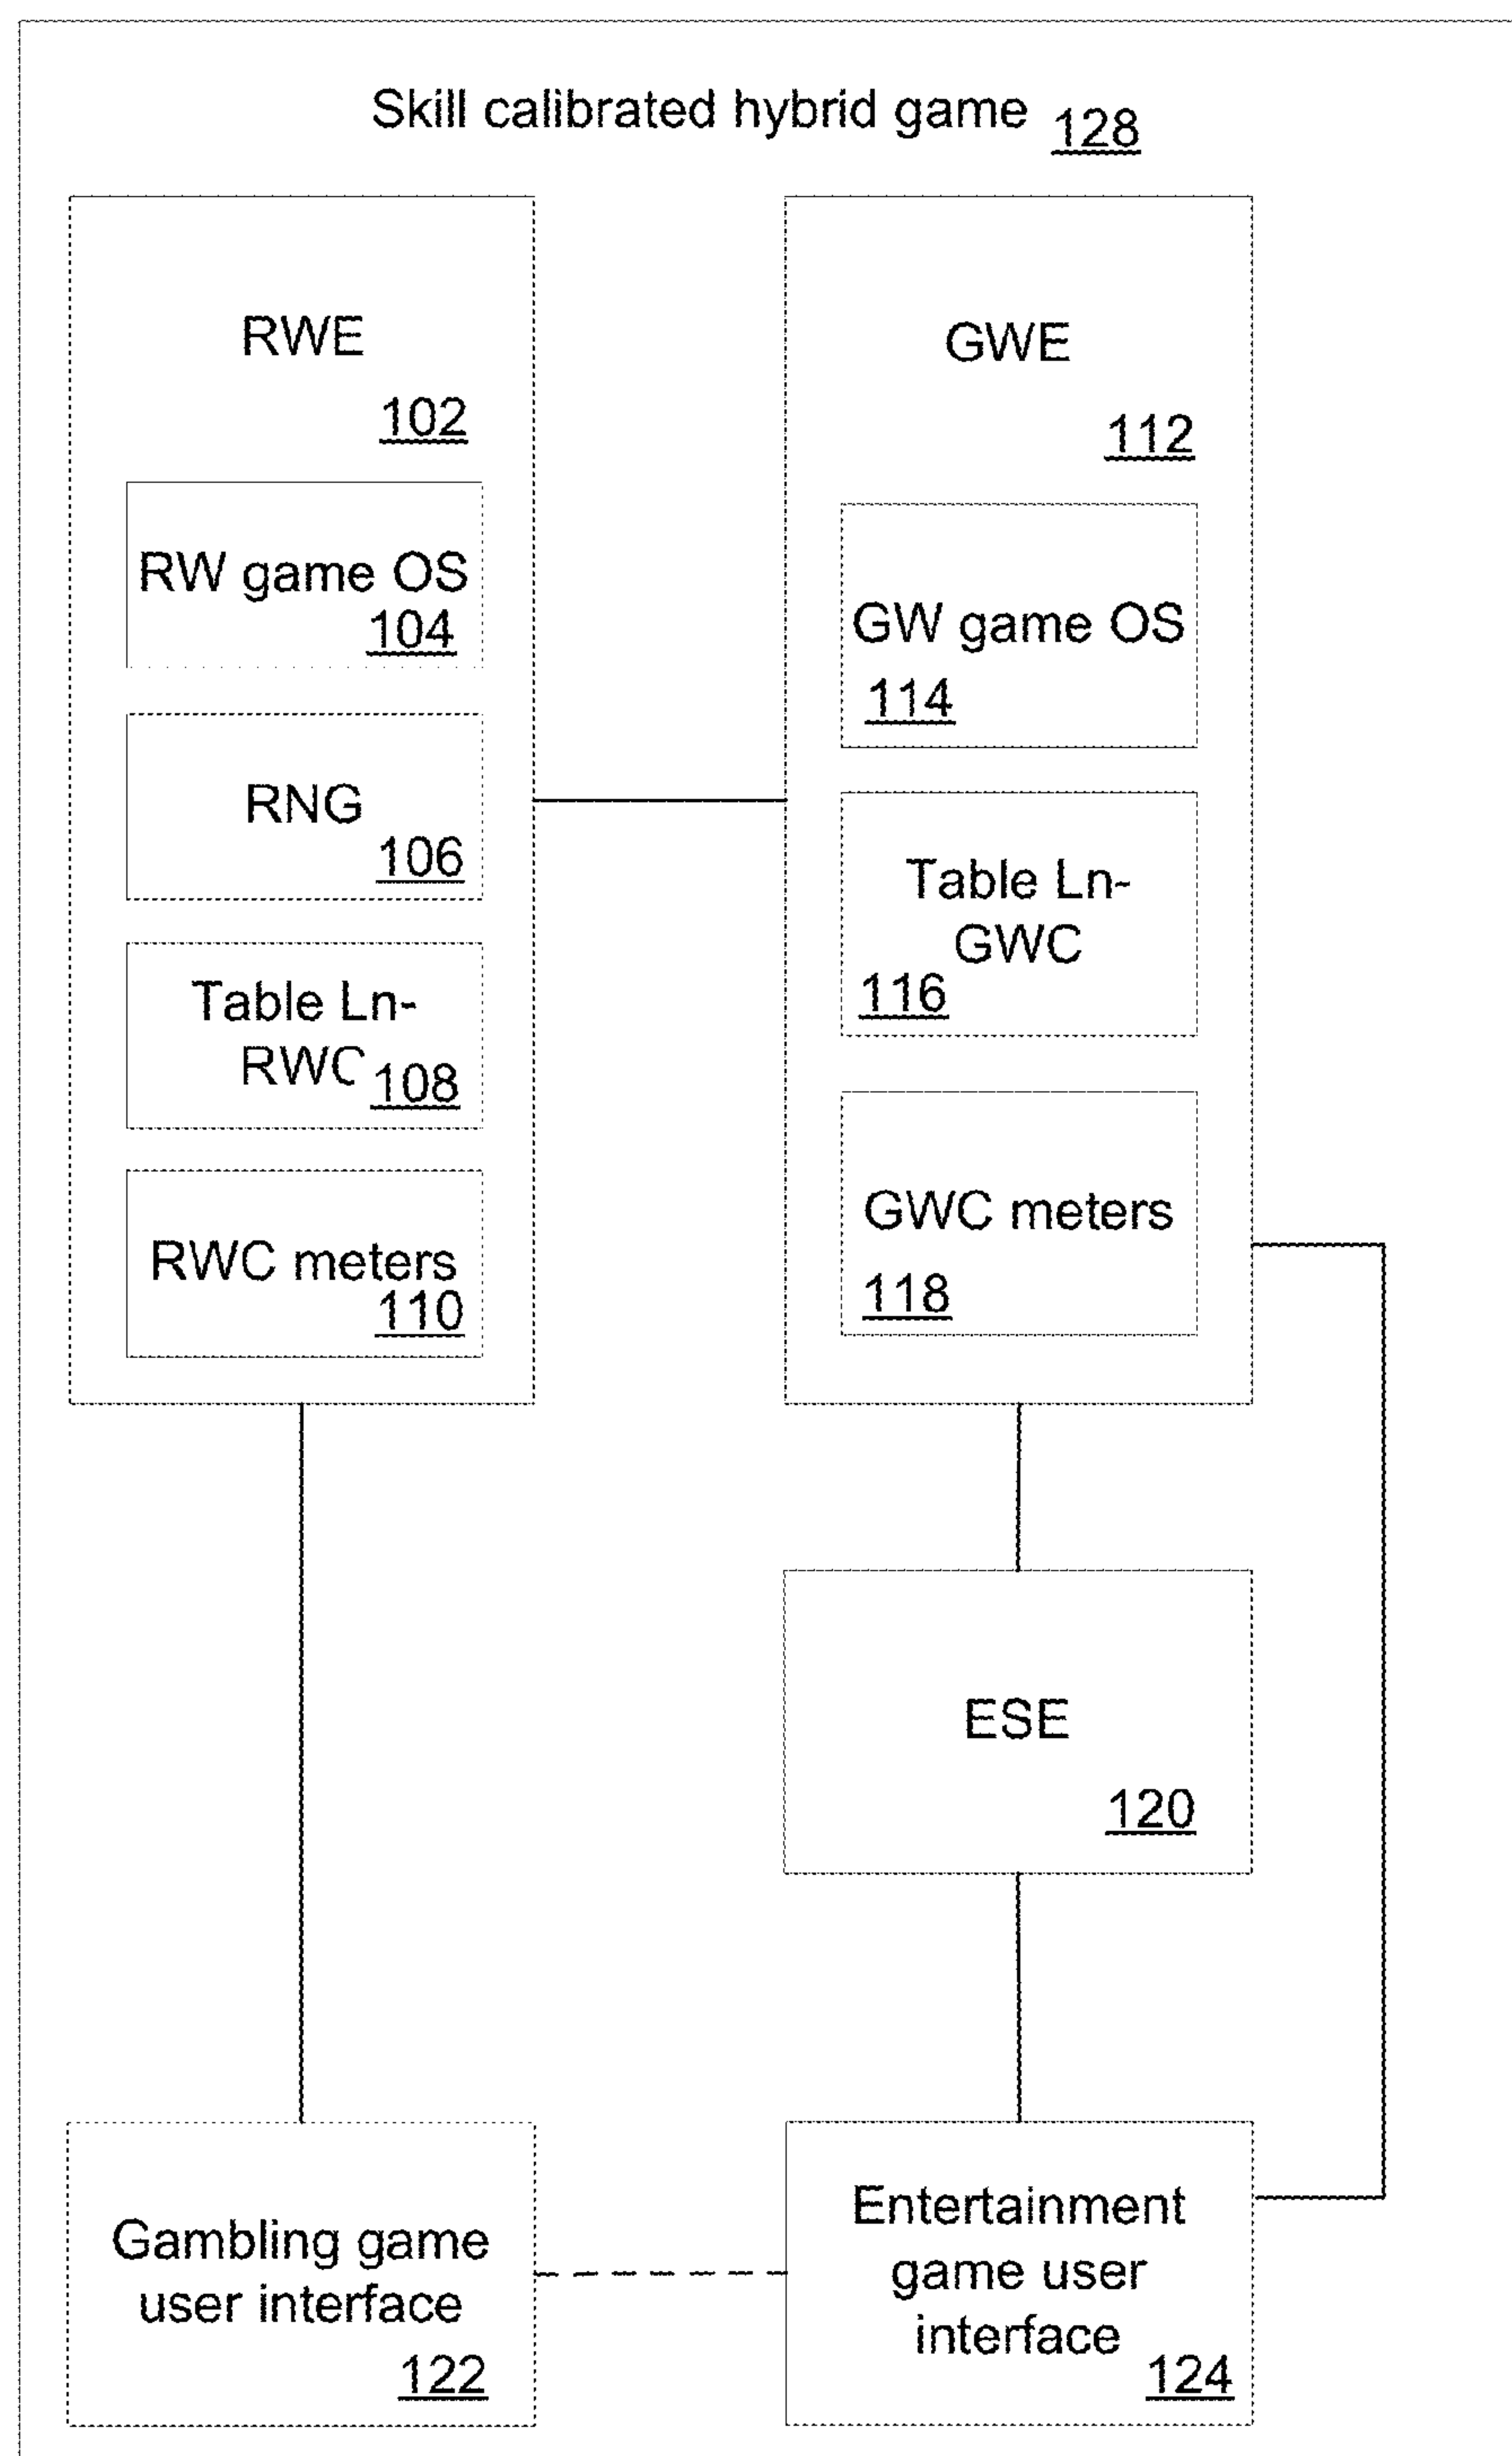 Skill calibrated hybrid game 128
RWE
102
RW game OS
104
RNG
106
Table Ln-
RWC 108
RWC meters
110
GWE
112
GW game OS
114
Table Ln-
GWC
116
GWC meters
118
ESE
120
Gambling game
user interface
122
Entertainment
game user
interface
124